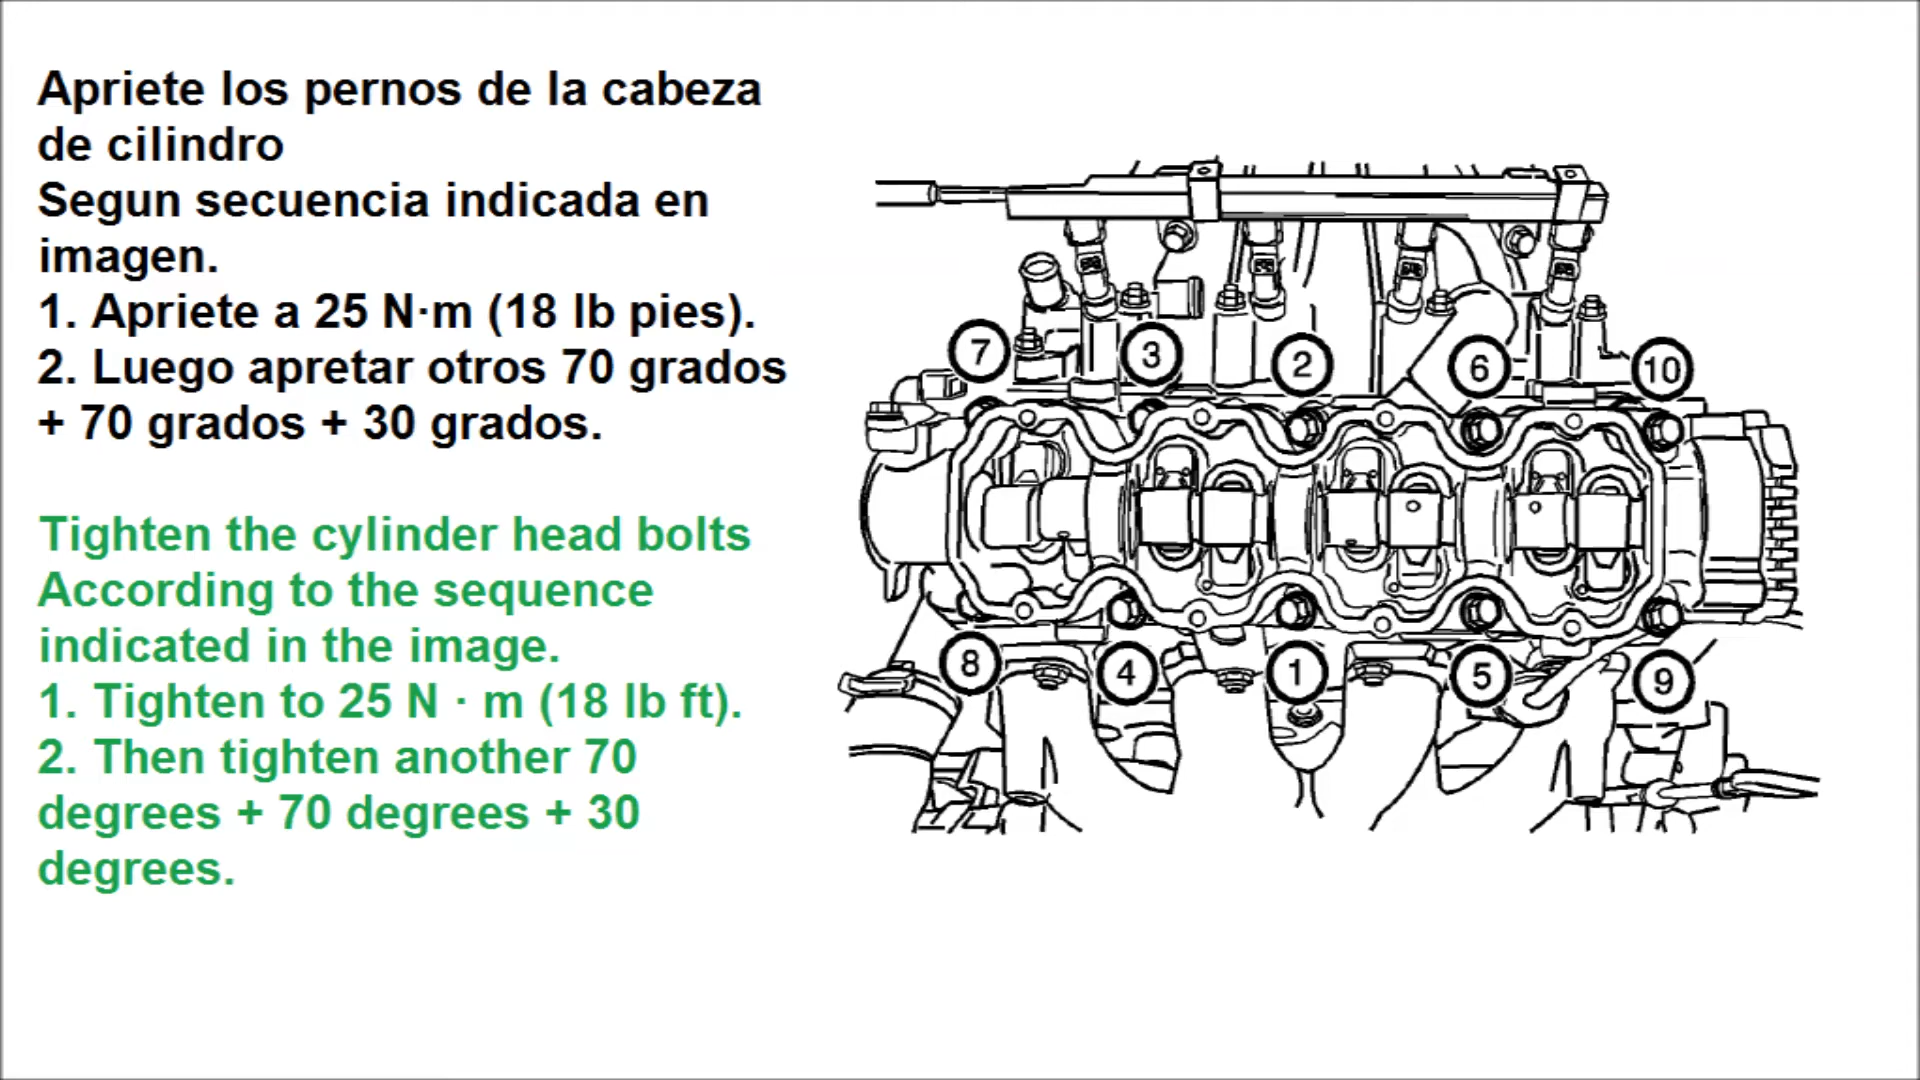 Apriete los pernos de la cabeza
de cilindro
Segun secuencia indicada en
imagen.
1. Apriete a 25 N·m (18 lb pies).
2. Luego apretar otros 70 grados
+ 70 grados + 30 grados.
Tighten the cylinder head bolts
According to the sequence
indicated in the image.
1. Tighten to 25 N · m (18 lb ft).
2. Then tighten another 70
degrees + 70 degrees + 30
degrees.
7 3 2 6 10
8 4 1 5 9